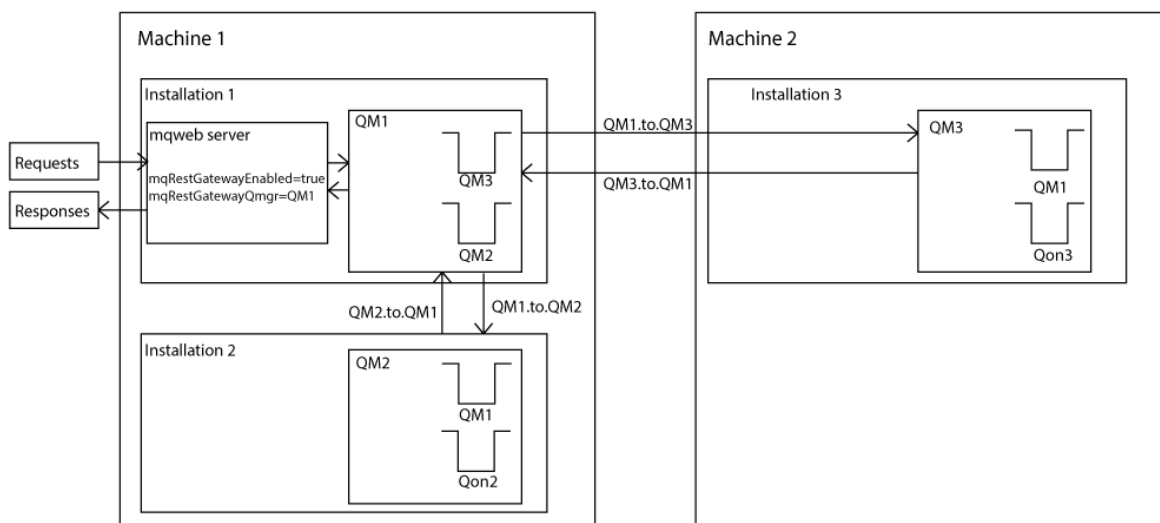 Machine 1
Machine 2
Installation 1
Installation 3
mqweb server
QM1
QM1.to.QM3
QM3
Requests
mqRestGatewayEnabled=true
mqRestGatewayQmgr=QM1
QM3
QM3.to.QM1
QM1
Responses
QM2
Qon3
QM2.to.QM1
QM1.to.QM2
Installation 2
QM2
QM1
Qon2